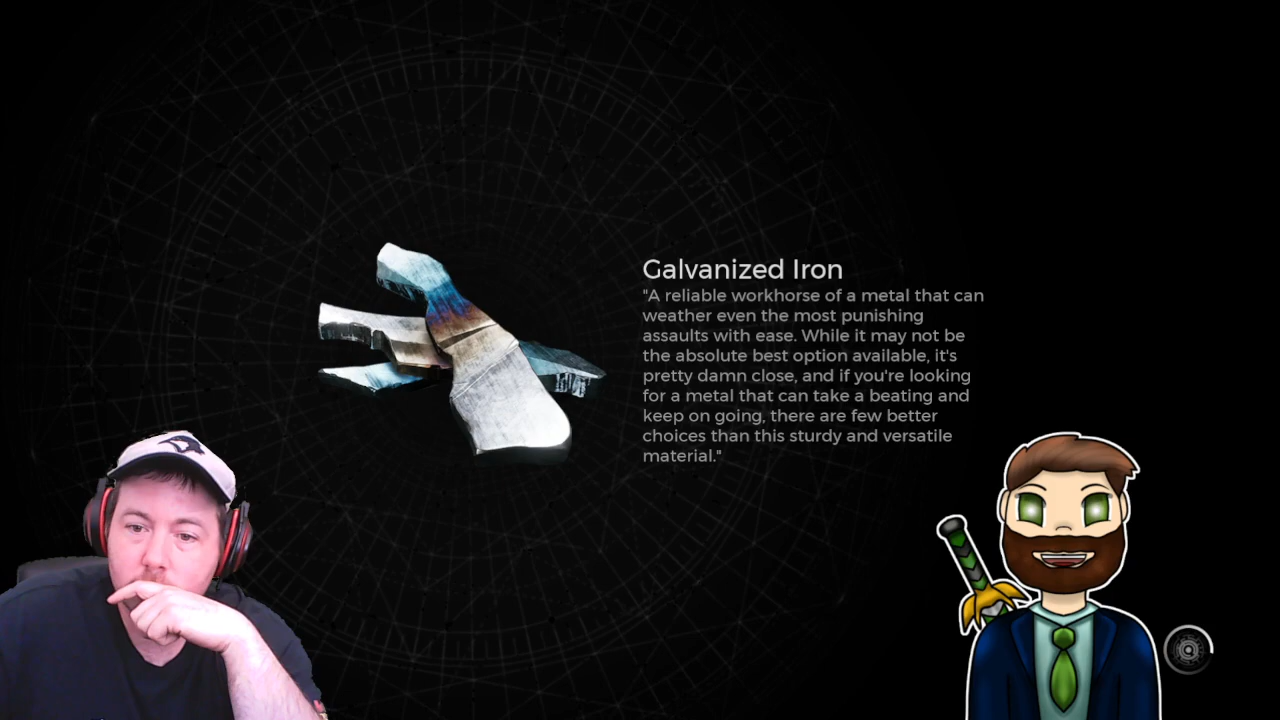 Galvanized Iron
"A reliable workhorse of a metal that can
weather even the most punishing
assaults with ease. While it may not be
the absolute best option available, it's
pretty damn close, and if you're looking
for a metal that can take a beating and
keep on going, there are few better
choices than this sturdy and versatile
material."